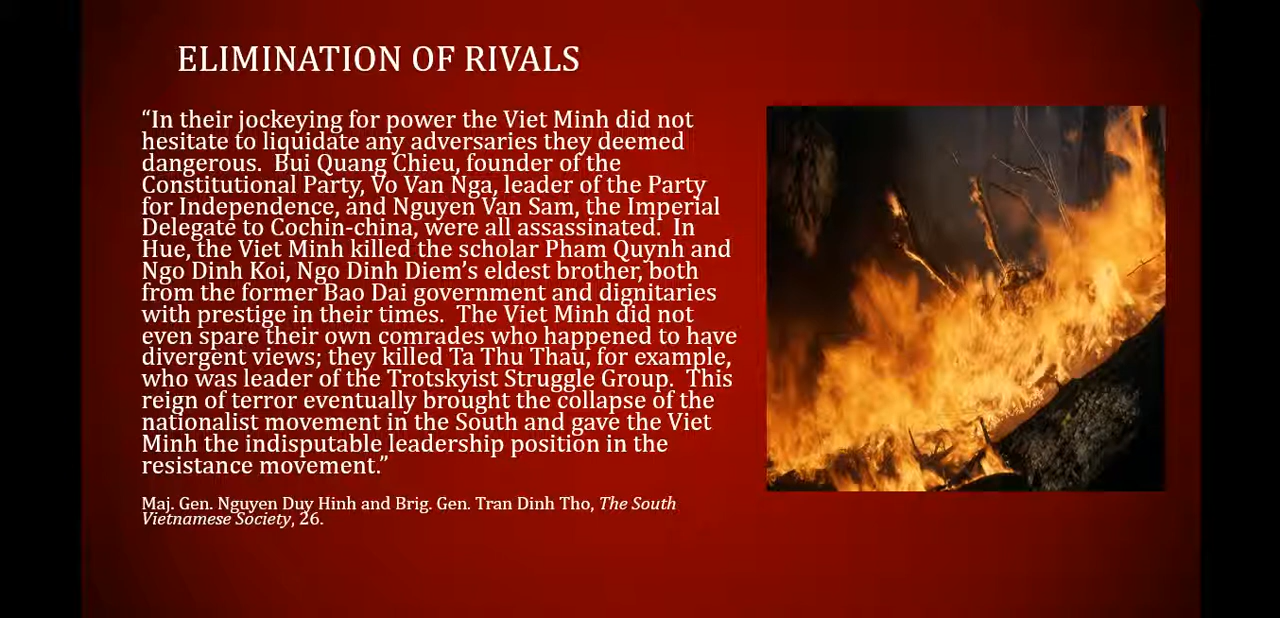 ELIMINATION OF RIVALS
“In their jockeying for power the Viet Minh did not
hesitate to liquidate any adversaries they deemed
dangerous.  Bui Quang Chieu, founder of the
Constitutional Party, Vo Van Nga, leader of the Party
for Independence, and Nguyen Van Sam, the Imperial
Delegate to Cochin-china, were all assassinated.  In
Hue, the Viet Minh killed the scholar Pham Quynh and
Ngo Dinh Koi, Ngo Dinh Diem’s eldest brother, both
from the former Bao Dai government and dignitaries
with prestige in their times.  The Viet Minh did not
even spare their own comrades who happened to have
divergent views; they killed Ta Thu Thau, for example,
who was leader of the Trotskyist Struggle Group.  This
reign of terror eventually brought the collapse of the
nationalist movement in the South and gave the Viet
Minh the indisputable leadership position in the
resistance movement.”
Maj. Gen. Nguyen Duy Hinh and Brig. Gen. Tran Dinh Tho, The South
Vietnamese Society, 26.